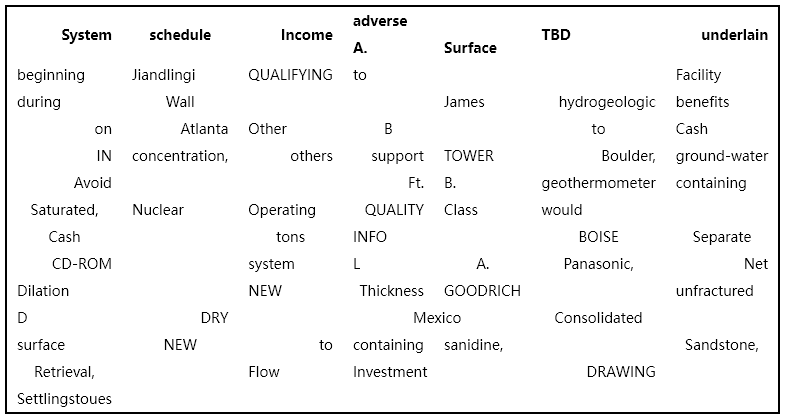 System schedule Income adverse A. Surface TBD underlain
beginning Jiandlingi QUALIFYING to Facility
during Wall James hydrogeologic benefits
on Atlanta Other B to Cash
IN concentration, others support TOWER Boulder, ground-water
Avoid Ft. B. geothermometer containing
Saturated, Nuclear Operating QUALITY Class would
Cash tons INFO BOISE Separate
CD-ROM system L A. Panasonic, Net
Dilation NEW Thickness GOODRICH unfractured
D DRY Mexico Consolidated
surface NEW to containing sanidine, Sandstone,
Retrieval, Flow Investment DRAWING
Settlingstoues